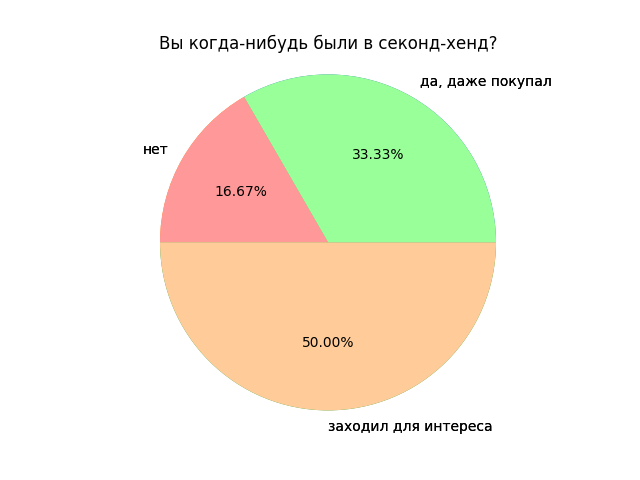 Вы когда-нибудь были в секонд-хенд?
да, даже покупал
нет
33.33%
16.67%
50.00%
заходил для интереса